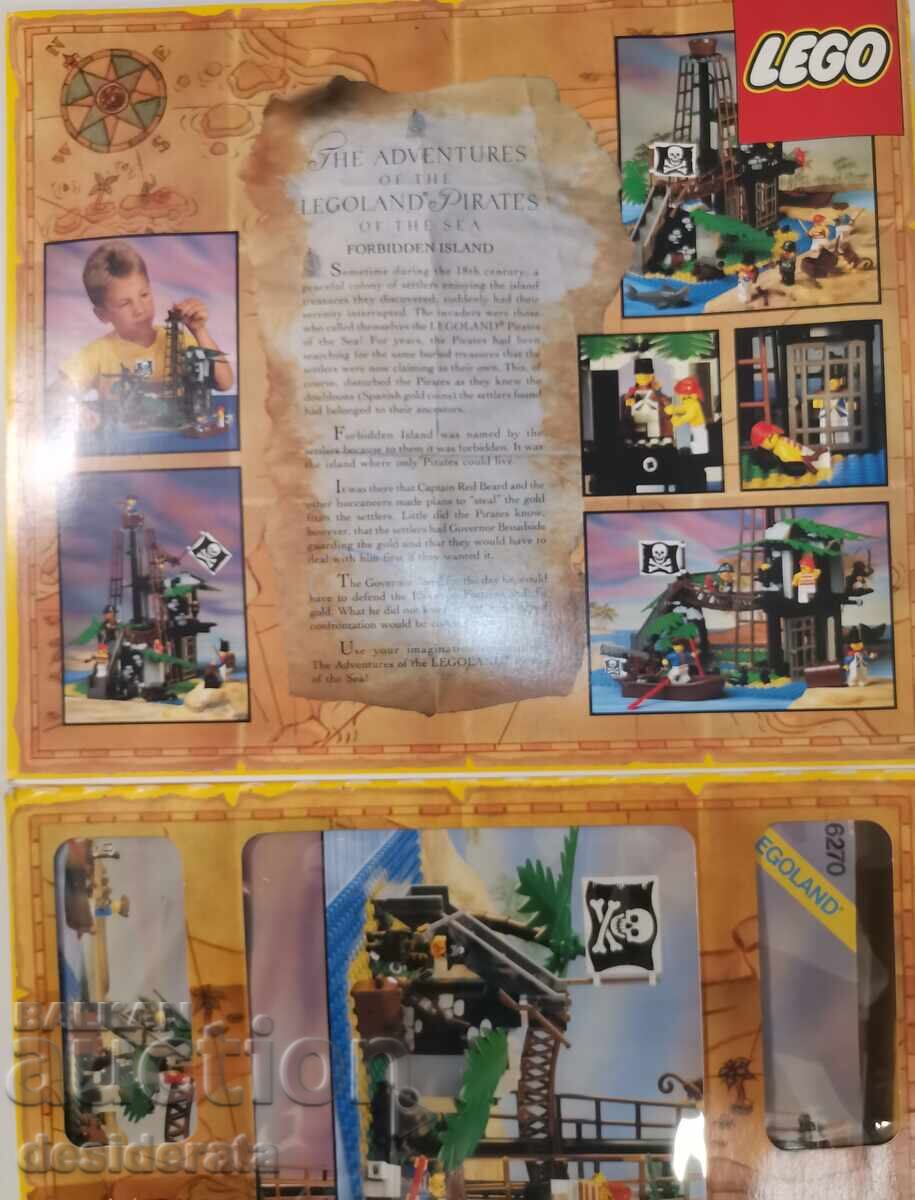 LEGO
THE ADVENTURES
OF THE
LEGOLAND® PIRATES
OF THE SEA
FORBIDDEN ISLAND
Sometime during the 18th century, a
peaceful colony of settlers enjoying the island
treasures they discovered, suddenly had their
serenity interrupted. The invaders were those
who called themselves the LEGOLAND® Pirates
of the Sea! For years, the Pirates had been
searching for the same buried treasures that the
settlers were now claiming as their own. This, of
course, disturbed the Pirates as they knew the
doubloons (Spanish gold coins) the settlers found
had belonged to their ancestors.
Forbidden Island was named by the
settlers because to them it was forbidden. It was
the island where only Pirates could live.
It was there that Captain Red Beard and the
other buccaneers made plans to "steal" the gold
from the settlers. Little did the Pirates know,
however, that the settlers had Governor Broadside
guarding the gold and that they would have to
deal with him first if they wanted it.
The Governor the day he would
have to defend the
gold. What he did not
confrontation would be
Use your imagination
The Adventures of the LEGOLAND
of the Sea!
N
E
S
W
EGOLAND®
6270
BALKAN
auction
desiderata